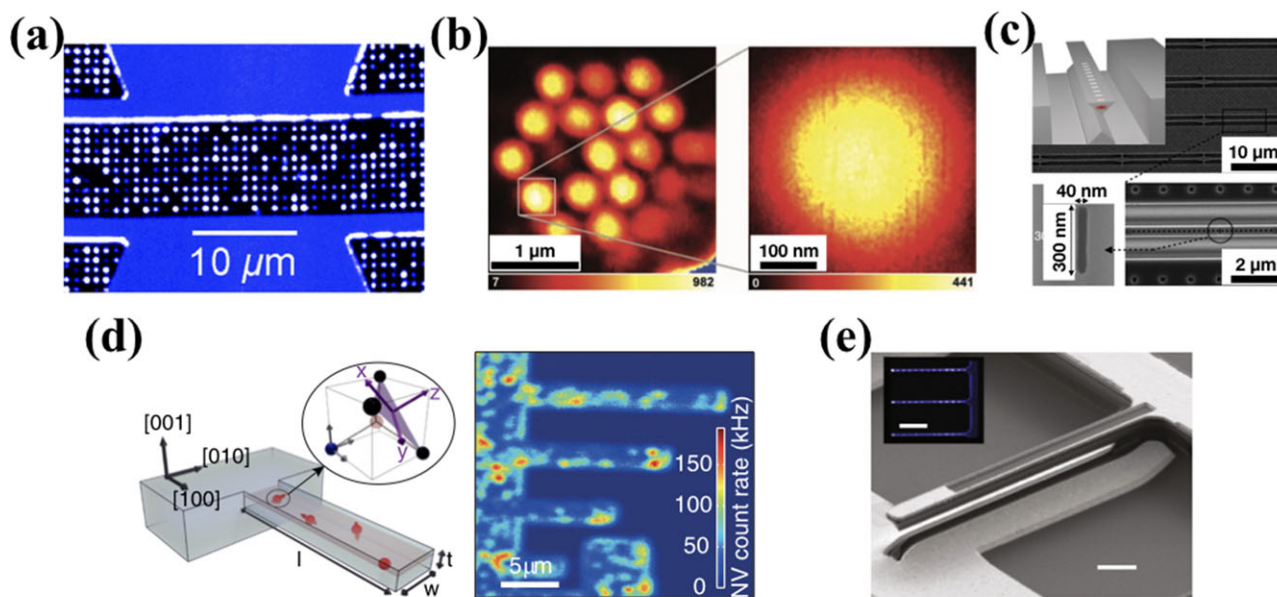 (a)
10 µm
(b)
1 µm
7
982
100 nm
0
441
(c)
10 µm
40 nm
300 nm
2 µm
(d)
[001]
[010]
[100]
x
z
y
l
w
t
5µm
NV count rate (kHz)
150
100
50
0
(e)